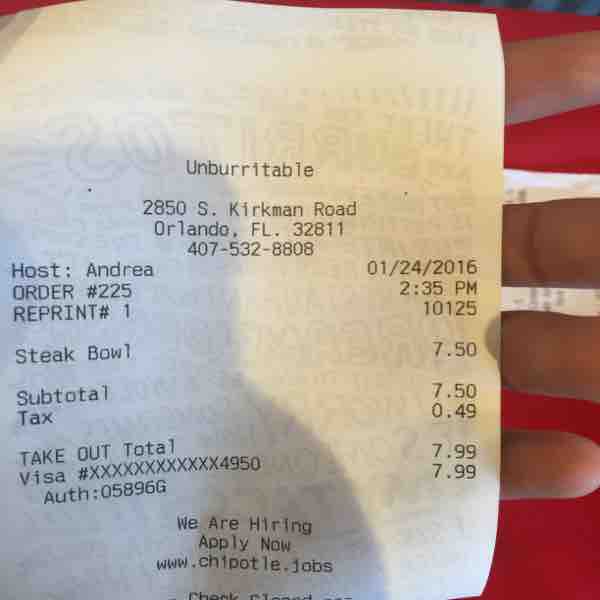 Unburritable
2850 S. Kirkman Road
Orlando, FL. 32811
407-532-8808
Host: Andrea 01/24/2016
ORDER #225 2:35 PM
REPRINT# 1 10125
Steak Bowl 7.50
Subtotal 7.50
Tax 0.49
TAKE OUT Total 7.99
Visa #XXXXXXXXXXXX4950 7.99
Auth:05896G
We Are Hiring
Apply Now
www.chipotle.jobs
Check Closed